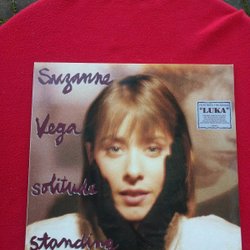 Suzanne
Vega
solitude
standing
"LUKA"